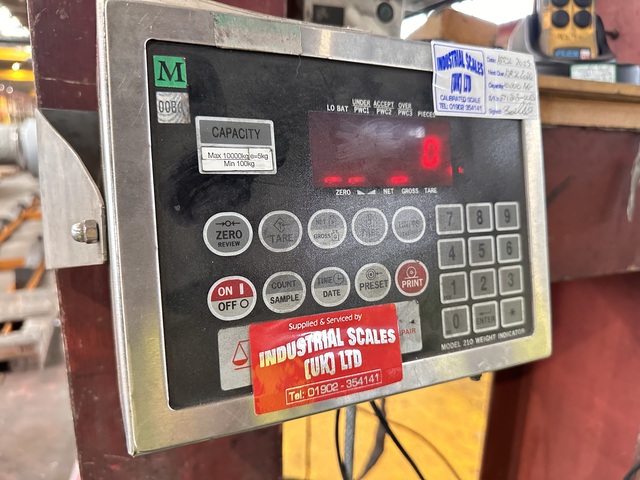 M
CAPACITY
Max 10000kg e=5kg
Min 100kg
LO BAT UNDER PWC1 ACCEPT PWC2 OVER PWC3 PIECES
0
ZERO NET GROSS TARE
INDUSTRIAL SCALES
(UK) LTD
CALIBRATED SCALE
TEL: 01902 354141
ZERO
REVIEW
TARE
GROSS
7 8 9
4 5 6
1 2 3
0 ENTER *
ON I
OFF O
COUNT
SAMPLE
TIME
DATE
PRESET
PRINT
MODEL 210 WEIGHT INDICATOR
Supplied & Serviced by
INDUSTRIAL SCALES
(UK) LTD
Tel: 01902 - 354141